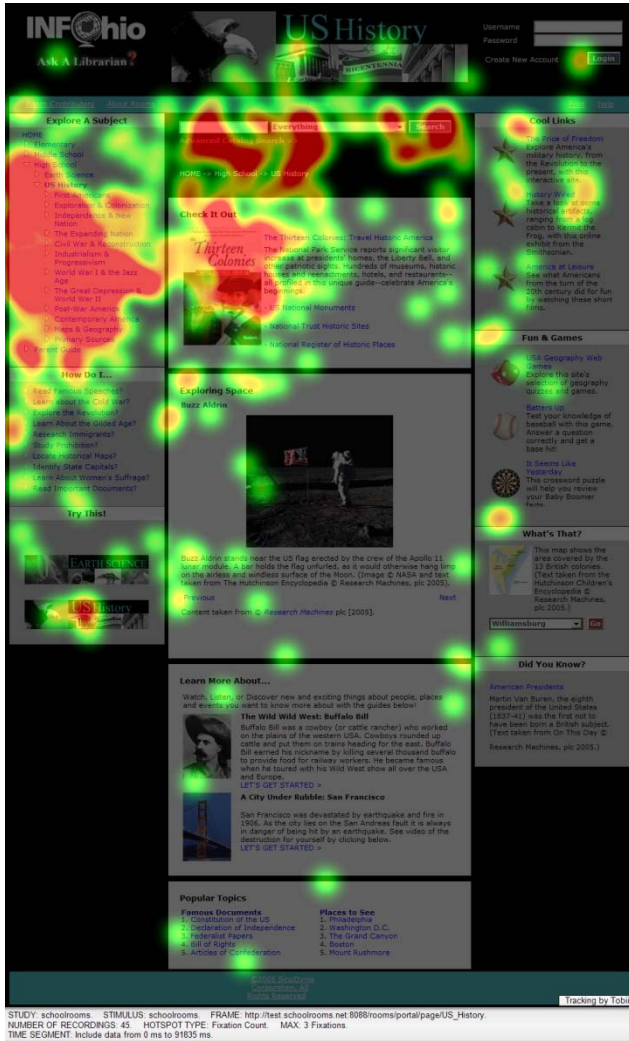 INFOhio
Ask A Librarian?
US History
BICENTENNIAL
Username
Password
Create New Account
Login
About Rooms
Print
Help
Explore A Subject
HOME
Elementary
Middle School
High School
Earth Science
US History
First Americans
Exploration & Colonization
Independence & New
Nation
The Expanding Nation
Civil War & Reconstruction
Industrialism &
Progressivism
World War I & the Jazz
Age
The Great Depression &
World War II
Post-War America
Contemporary America
Maps & Geography
Primary Sources
Parent Guide
How Do I...
Read Famous Speeches?
Learn about the Cold War?
Explore the Revolution?
Learn About the Gilded Age?
Research Immigrants?
Study Prohibition?
Locate Historical Maps?
Identify State Capitals?
Learn About Women's Suffrage?
Read Important Documents?
Try This!
EARTH SCIENCE
US History
Everything
Search
Advanced Catalog Search
HOME -> High School -> US History
Check It Out
Thirteen
Colonies
The Thirteen Colonies: Travel Historic America
The National Park Service reports significant visitor
increase at presidents' homes, the Liberty Bell, and
other patriotic sights. Hundreds of museums, historic
houses and reenactments, hotels, and restaurants--
all profiled in this unique guide--celebrate America's
beginnings.
- US National Monuments
- National Trust Historic Sites
- National Register of Historic Places
Exploring Space
Buzz Aldrin
Buzz Aldrin stands near the US flag erected by the crew of the Apollo 11
lunar module. A bar holds the flag unfurled, as it would otherwise hang limp
on the airless and windless surface of the Moon. (Image © NASA and text
taken from The Hutchinson Encyclopedia © Research Machines, plc 2005).
Previous
Next
Content taken from © Research Machines plc [2005].
Learn More About...
Watch, Listen, or Discover new and exciting things about people, places
and events you want to know more about with the guides below!
The Wild Wild West: Buffalo Bill
Buffalo Bill was a cowboy (or cattle rancher) who worked
on the plains of the western USA. Cowboys rounded up
cattle and put them on trains heading for the east. Buffalo
Bill earned his nickname by killing several thousand buffalo
to provide food for railway workers. He became famous
when he toured with his Wild West show all over the USA
and Europe.
LET'S GET STARTED >
A City Under Rubble: San Francisco
San Francisco was devastated by earthquake and fire in
1906. As the city lies on the San Andreas fault it is always
in danger of being hit by an earthquake. See video of the
destruction for yourself by clicking below.
LET'S GET STARTED >
Popular Topics
Famous Documents
1. Constitution of the US
2. Declaration of Independence
3. Federalist Papers
4. Bill of Rights
5. Articles of Confederation
Places to See
1. Philadelphia
2. Washington D.C.
3. The Grand Canyon
4. Boston
5. Mount Rushmore
Cool Links
The Price of Freedom
Explore America's
military history, from
the Revolution to the
present, with this
interactive site.
History Wired
Take a look at some
historical artifacts,
ranging from a log
cabin to Kermit the
Frog, with this online
exhibit from the
Smithsonian.
America at Leisure
See what Americans
from the turn of the
20th century did for fun
by watching these short
films.
Fun & Games
USA Geography Web
Games
Explore this site's
selection of geography
quizzes and games.
Batters Up
Test your knowledge of
baseball with this game.
Answer a question
correctly and get a
base hit!
It Seems Like
Yesterday
This crossword puzzle
will help you review
your Baby Boomer
facts.
What's That?
This map shows the
area covered by the
13 British colonies.
(Text taken from the
Hutchinson Children's
Encyclopedia ©
Research Machines,
plc 2005.)
Williamsburg
Go
Did You Know?
American Presidents
Martin Van Buren, the eighth
president of the United States
(1837-41) was the first not to
have been born a British subject.
(Text taken from On This Day ©
Research Machines, plc 2005.)
©2005 SirsiDynix
Corporation. All
Rights Reserved
Tracking by Tobii
STUDY: schoolrooms. STIMULUS: schoolrooms. FRAME: http://test.schoolrooms.net:8088/rooms/portal/page/US_History.
NUMBER OF RECORDINGS: 45. HOTSPOT TYPE: Fixation Count. MAX: 3 Fixations.
TIME SEGMENT: Include data from 0 ms to 91835 ms.